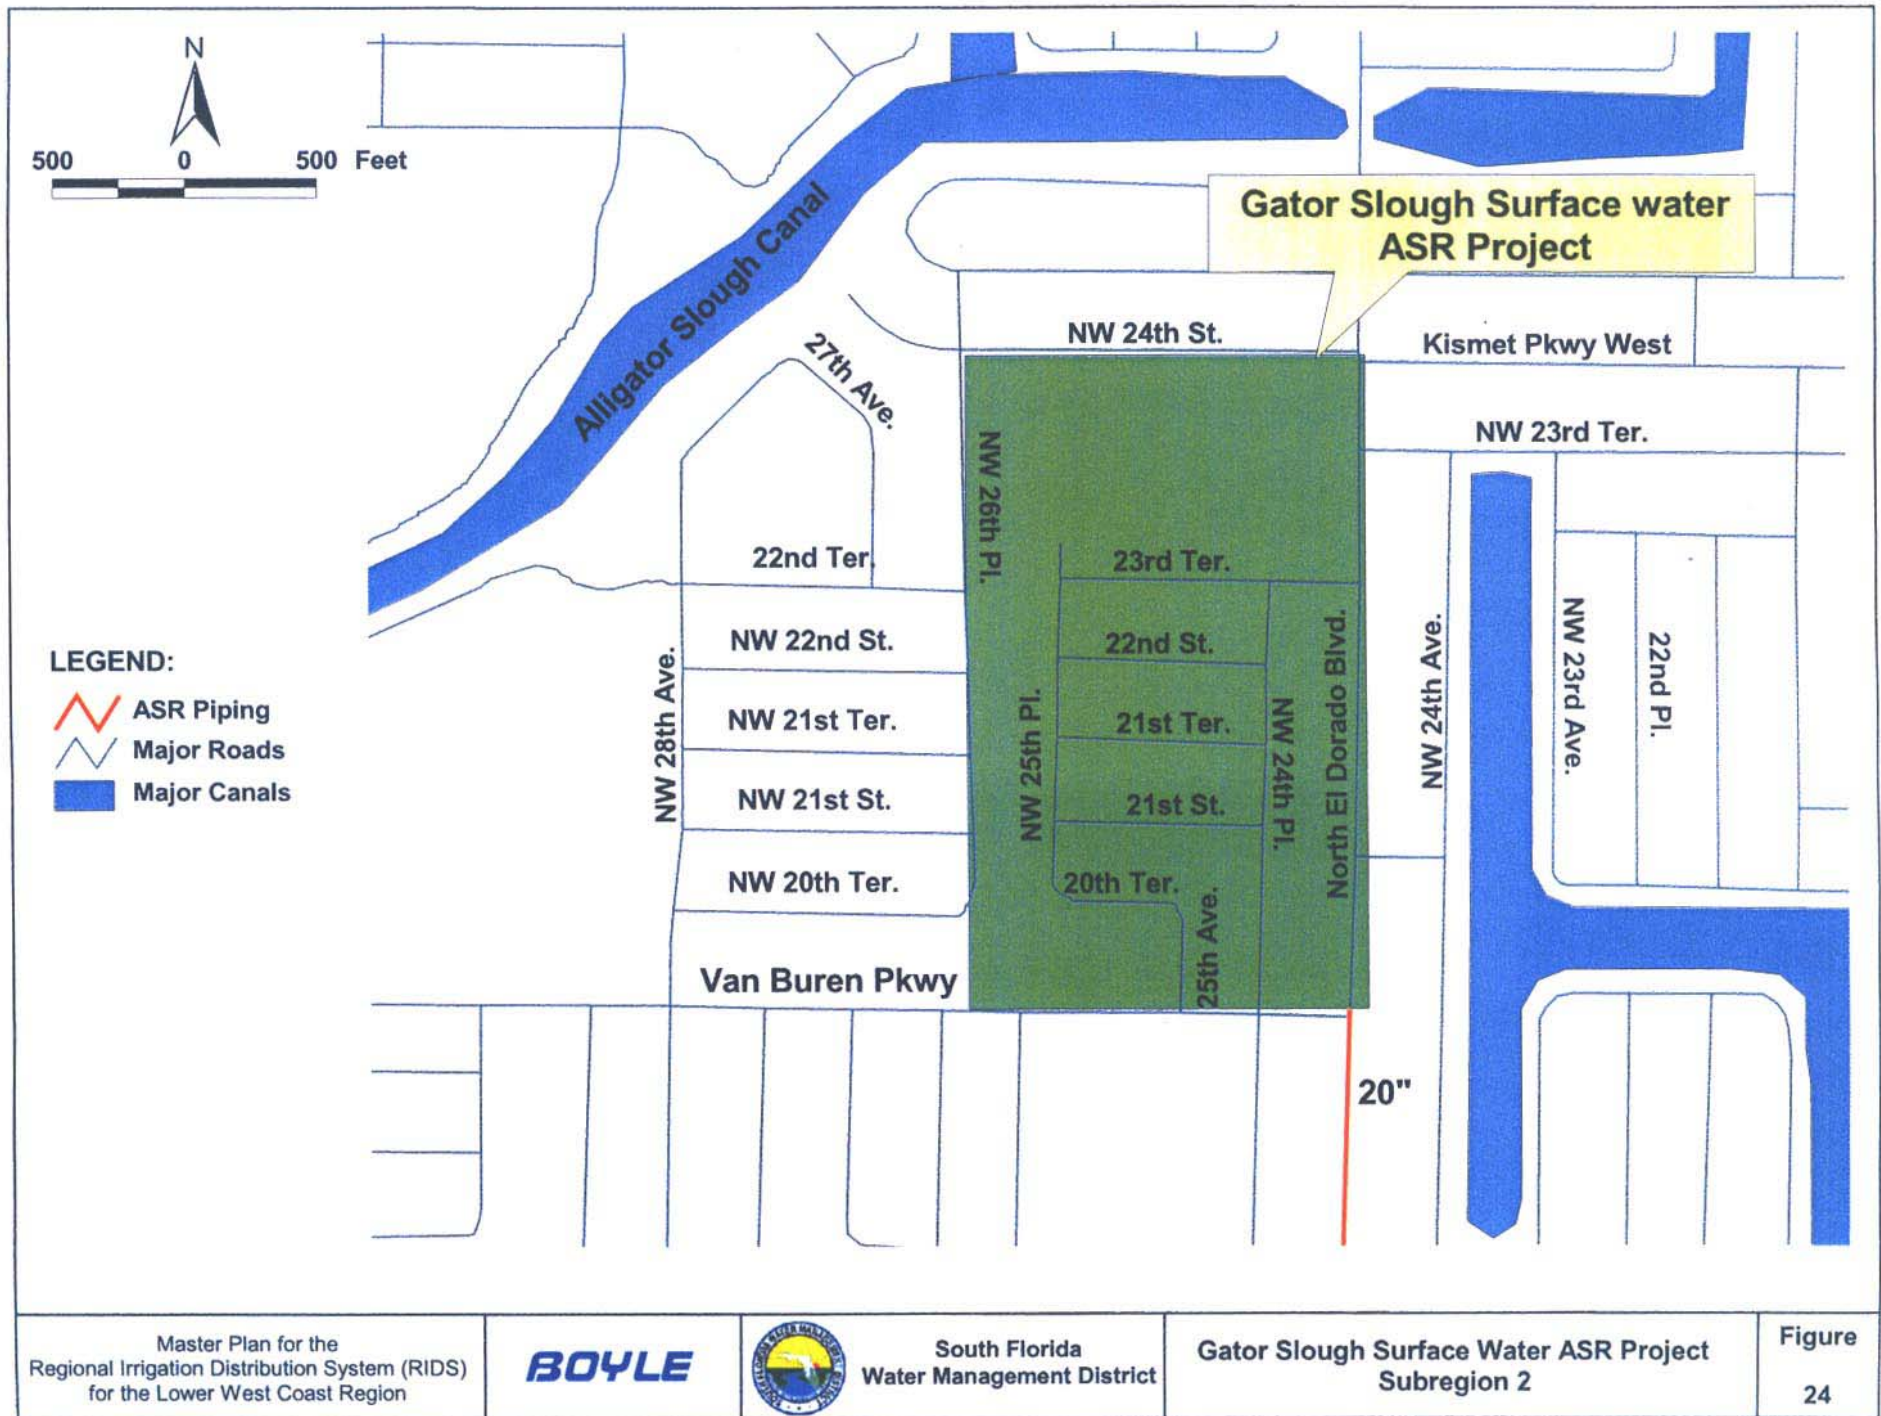 N
500 0 500 Feet
Gator Slough Surface water
ASR Project
Alligator Slough Canal
27th Ave.
NW 24th St.
Kismet Pkwy West
NW 23rd Ter.
NW 26th Pl.
22nd Ter.
23rd Ter.
NW 22nd St.
22nd St.
NW 28th Ave.
NW 21st Ter.
NW 25th Pl.
21st Ter.
NW 24th Pl.
North El Dorado Blvd.
NW 24th Ave.
NW 23rd Ave.
22nd Pl.
NW 21st St.
21st St.
NW 20th Ter.
20th Ter.
25th Ave.
Van Buren Pkwy
20"
LEGEND:
ASR Piping
Major Roads
Major Canals
Master Plan for the
Regional Irrigation Distribution System (RIDS)
for the Lower West Coast Region
BOYLE
South Florida
Water Management District
Gator Slough Surface Water ASR Project
Subregion 2
Figure
24